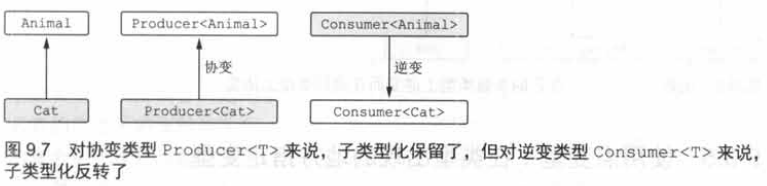 Animal Producer<Animal> Consumer<Animal>
协变 逆变
Cat Producer<Cat> Consumer<Cat>
图 9.7 对协变类型 Producer<T> 来说，子类型化保留了，但对逆变类型 Consumer<T> 来说，
子类型化反转了